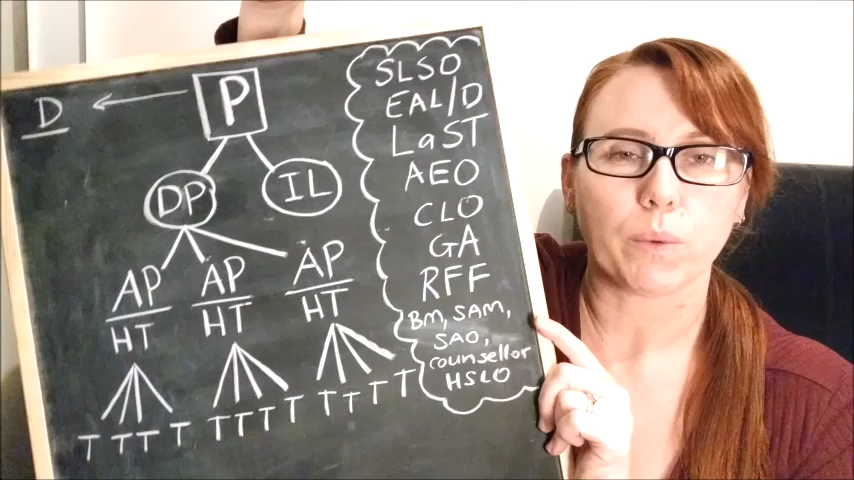 D P
DP IL
AP AP AP
HT HT HT
T T T T T T T T T T T T
SLSO
EAL/D
LaST
AEO
CLO
GA
RFF
BM, SAM,
SAO,
counsellor
HSLO